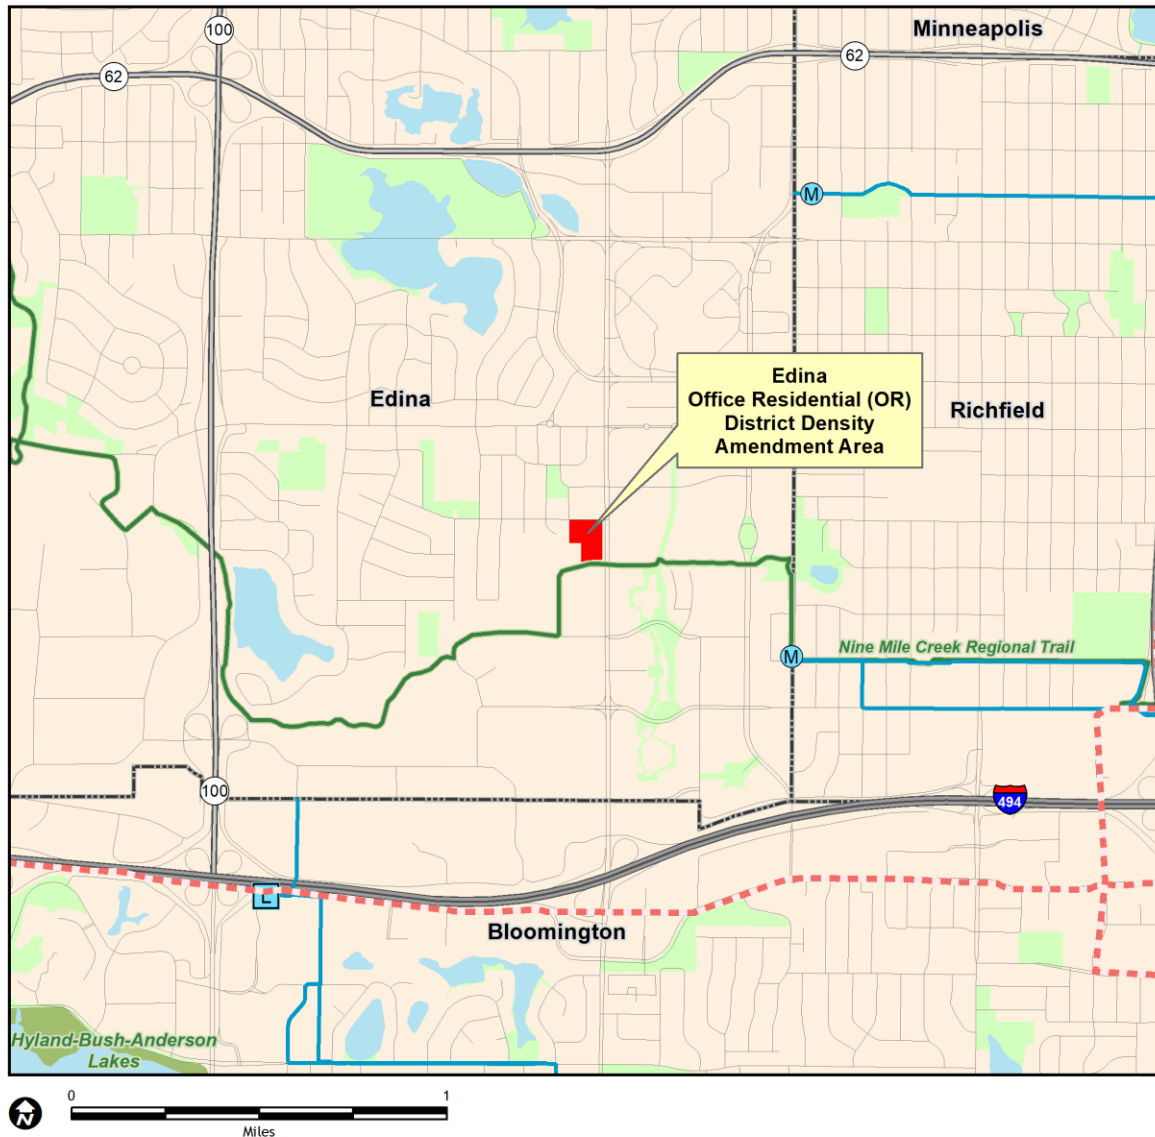 100
Minneapolis
62
62
M
Edina
Office Residential (OR)
District Density
Amendment Area
Edina
Richfield
Nine Mile Creek Regional Trail
M
100
494
L
Bloomington
Hyland-Bush-Anderson
Lakes
N
0 1
Miles